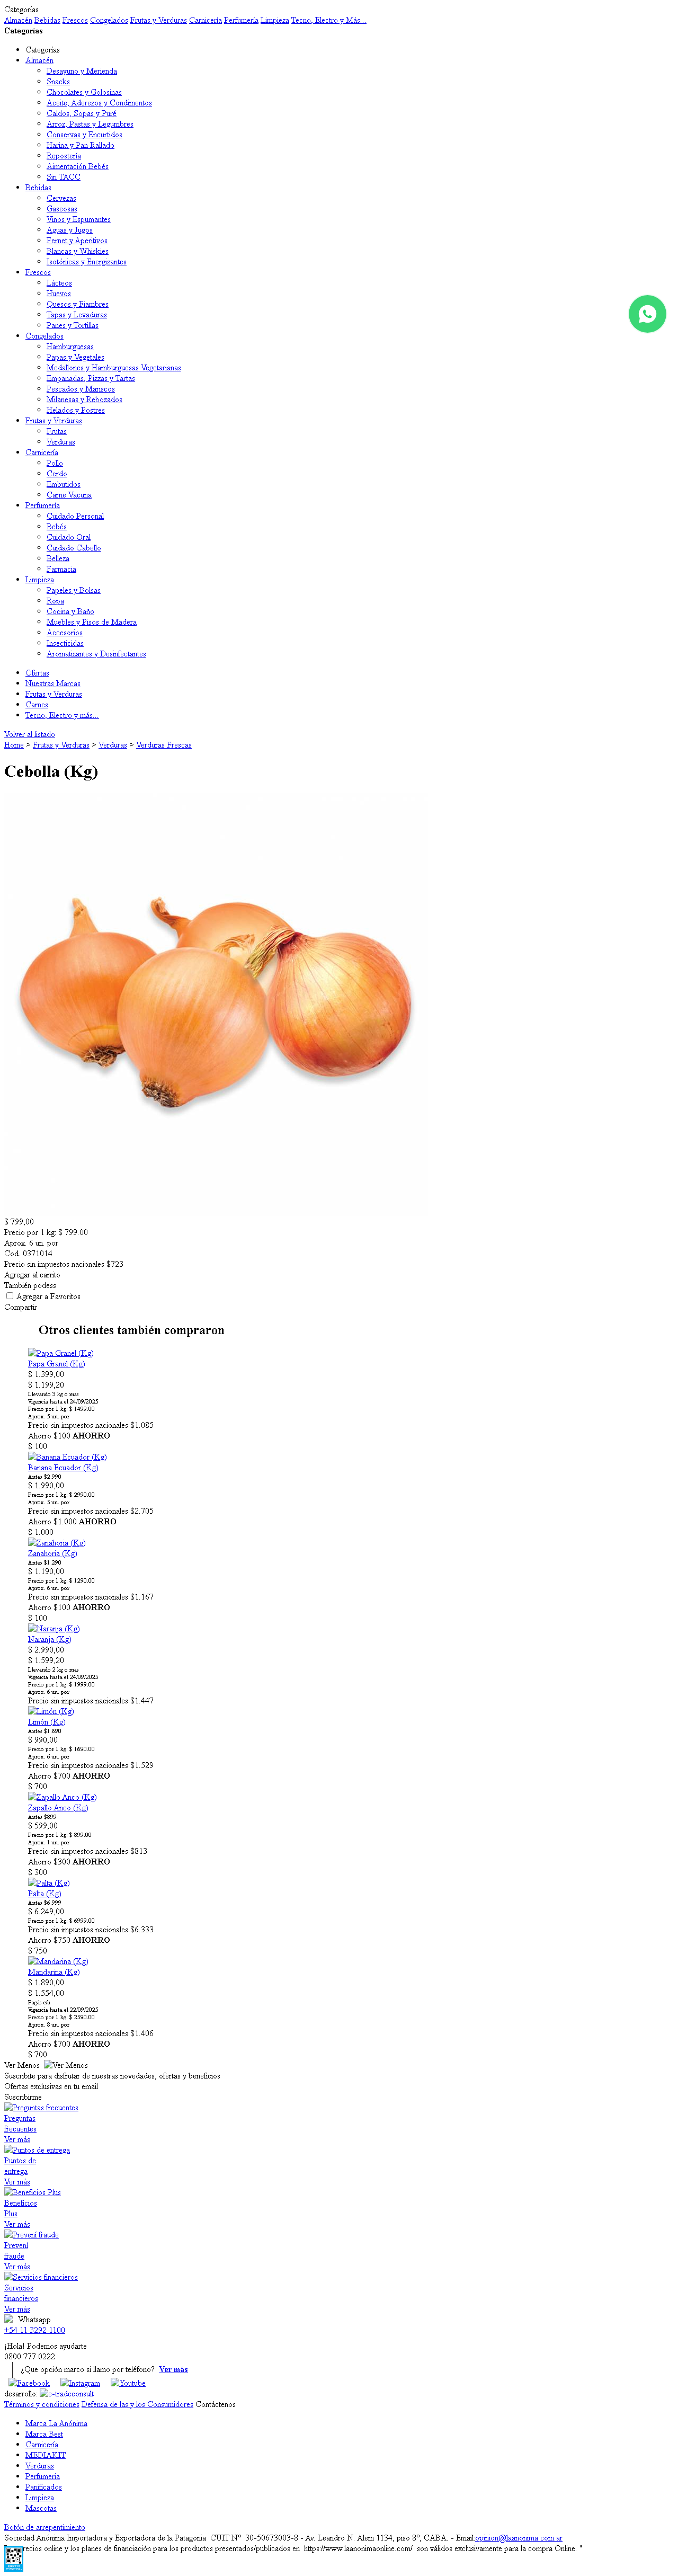 Categorías
Almacén Bebidas Frescos Congelados Frutas y Verduras Carnicería Perfumería Limpieza Tecno, Electro y Más...
Categorías
Categorías
Almacén
Desayuno y Merienda
Snacks
Chocolates y Golosinas
Aceite, Aderezos y Condimentos
Caldos, Sopas y Puré
Arroz, Pastas y Legumbres
Conservas y Encurtidos
Harina y Pan Rallado
Repostería
Aimentación Bebés
Sin TACC
Bebidas
Cervezas
Gaseosas
Vinos y Espumantes
Aguas y Jugos
Fernet y Aperitivos
Blancas y Whiskies
Isotónicas y Energizantes
Frescos
Lácteos
Huevos
Quesos y Fiambres
Tapas y Levaduras
Panes y Tortillas
Congelados
Hamburguesas
Papas y Vegetales
Medallones y Hamburguesas Vegetarianas
Empanadas, Pizzas y Tartas
Pescados y Mariscos
Milanesas y Rebozados
Helados y Postres
Frutas y Verduras
Frutas
Verduras
Carnicería
Pollo
Cerdo
Embutidos
Carne Vacuna
Perfumería
Cuidado Personal
Bebés
Cuidado Oral
Cuidado Cabello
Belleza
Farmacia
Limpieza
Papeles y Bolsas
Ropa
Cocina y Baño
Muebles y Pisos de Madera
Accesorios
Insecticidas
Aromatizantes y Desinfectantes
Ofertas
Nuestras Marcas
Frutas y Verduras
Carnes
Tecno, Electro y más...
Volver al listado
Home > Frutas y Verduras > Verduras > Verduras Frescas
Cebolla (Kg)
$ 799,00
Precio por 1 kg: $ 799.00
Aprox. 6 un. por
Cod. 0371014
Precio sin impuestos nacionales $723
Agregar al carrito
También podess
Agregar a Favoritos
Compartir
Otros clientes también compraron
Papa Granel (Kg)
Papa Granel (Kg)
$ 1.399,00
$ 1.199,20
Llevando 3 kg o mas
Vigencia hasta el 24/09/2025
Precio por 1 kg: $ 1499.00
Aprox. 5 un. por
Precio sin impuestos nacionales $1.085
Ahorro $100 AHORRO
$ 100
Banana Ecuador (Kg)
Banana Ecuador (Kg)
Antes $2.990
$ 1.990,00
Precio por 1 kg: $ 2990.00
Aprox. 5 un. por
Precio sin impuestos nacionales $2.705
Ahorro $1.000 AHORRO
$ 1.000
Zanahoria (Kg)
Zanahoria (Kg)
Antes $1.290
$ 1.190,00
Precio por 1 kg: $ 1290.00
Aprox. 6 un. por
Precio sin impuestos nacionales $1.167
Ahorro $100 AHORRO
$ 100
Naranja (Kg)
Naranja (Kg)
$ 2.990,00
$ 1.599,20
Llevando 2 kg o mas
Vigencia hasta el 24/09/2025
Precio por 1 kg: $ 1999.00
Aprox. 6 un. por
Precio sin impuestos nacionales $1.447
Limón (Kg)
Limón (Kg)
Antes $1.690
$ 990,00
Precio por 1 kg: $ 1690.00
Aprox. 6 un. por
Precio sin impuestos nacionales $1.529
Ahorro $700 AHORRO
$ 700
Zapallo Anco (Kg)
Zapallo Anco (Kg)
Antes $899
$ 599,00
Precio por 1 kg: $ 899.00
Aprox. 1 un. por
Precio sin impuestos nacionales $813
Ahorro $300 AHORRO
$ 300
Palta (Kg)
Palta (Kg)
Antes $6.999
$ 6.249,00
Precio por 1 kg: $ 6999.00
Precio sin impuestos nacionales $6.333
Ahorro $750 AHORRO
$ 750
Mandarina (Kg)
Mandarina (Kg)
$ 1.890,00
$ 1.554,00
Pagás c/u
Vigencia hasta el 22/09/2025
Precio por 1 kg: $ 2590.00
Aprox. 8 un. por
Precio sin impuestos nacionales $1.406
Ahorro $700 AHORRO
$ 700
Ver Menos Ver Menos
Suscribite para disfrutar de nuestras novedades, ofertas y beneficios
Ofertas exclusivas en tu email
Suscribirme
Preguntas frecuentes
Preguntas
frecuentes
Ver más
Puntos de entrega
Puntos de
entrega
Ver más
Beneficios Plus
Beneficios
Plus
Ver más
Prevení fraude
Prevení
fraude
Ver más
Servicios financieros
Servicios
financieros
Ver más
Whatsapp
+54 11 3292 1100
¡Hola! Podemos ayudarte
0800 777 0222
¿Que opción marco si llamo por teléfono? Ver más
Facebook Instagram Youtube
desarrollo: e-tradeconsult
Términos y condiciones Defensa de las y los Consumidores Contáctenos
Marca La Anónima
Marca Best
Carnicería
MEDIAKIT
Verduras
Perfumeria
Panificados
Limpieza
Mascotas
Botón de arrepentimiento
Sociedad Anónima Importadora y Exportadora de la Patagonia CUIT Nº 30-50673003-8 - Av. Leandro N. Alem 1134, piso 8º, CABA. - Email:opinion@laanonima.com.ar
precios online y los planes de financiación para los productos presentados/publicados en https://www.laanonimaonline.com/ son válidos exclusivamente para la compra Online. "